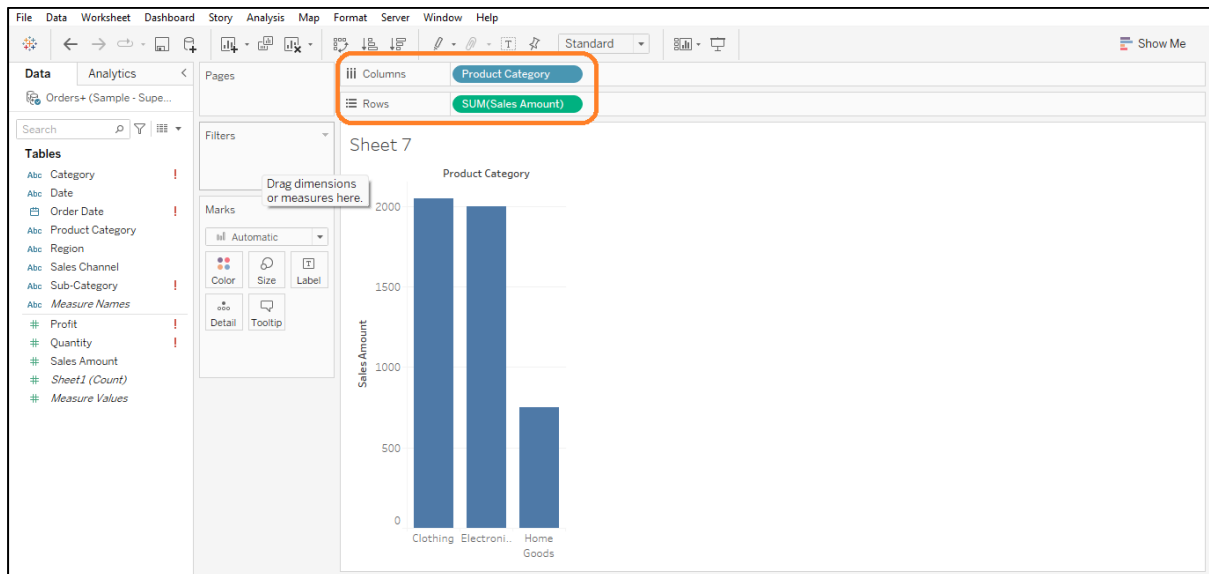 File Data Worksheet Dashboard Story Analysis Map Format Server Window Help
Standard
Show Me
Data Analytics
Orders+ (Sample - Supe...
Search
Tables
Abc Category !
Abc Date
Order Date !
Abc Product Category
Abc Region
Abc Sales Channel
Abc Sub-Category !
Abc Measure Names
# Profit !
# Quantity !
# Sales Amount
# Sheet1 (Count)
# Measure Values
Pages
Filters
Drag dimensions
or measures here.
Marks
Automatic
Color Size Label
Detail Tooltip
Columns Product Category
Rows SUM(Sales Amount)
Sheet 7
Product Category
Sales Amount
2000
1500
1000
500
0
Clothing Electroni.. Home
Goods